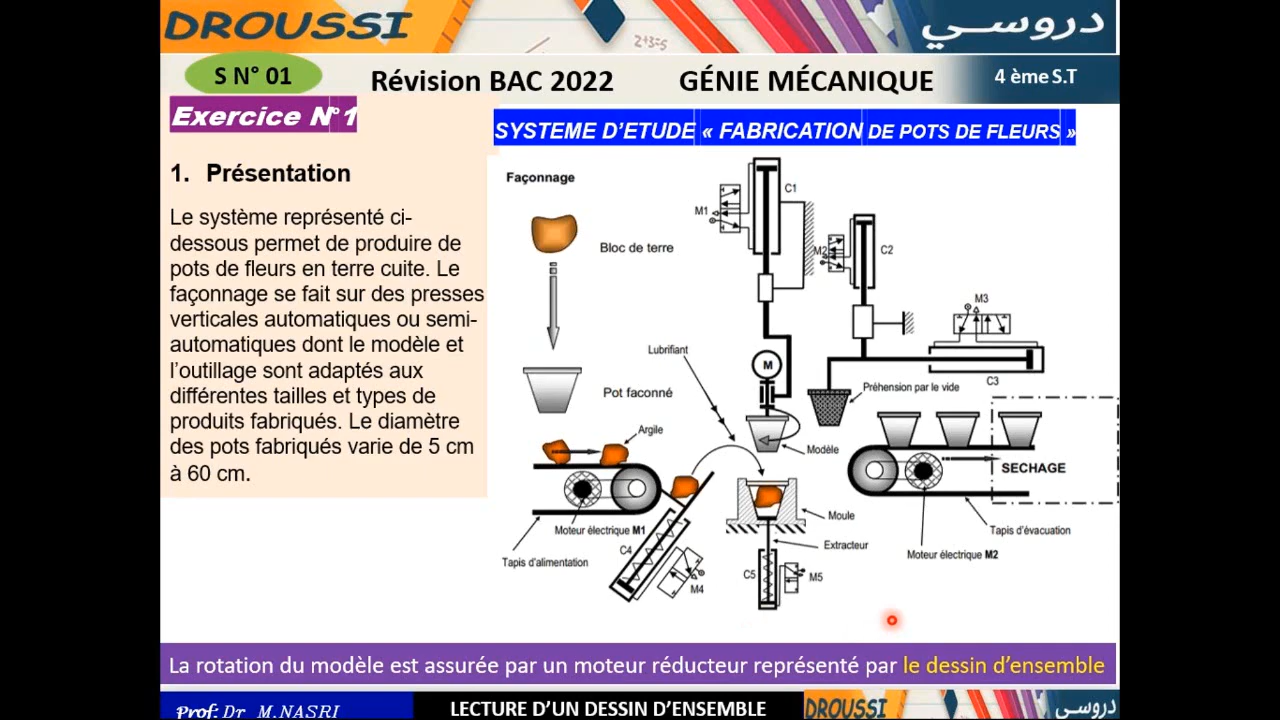 DROUSSI
دروسي
2+3=5
S N° 01
Révision BAC 2022
GÉNIE MÉCANIQUE
4 ème S.T
Exercice N°1
SYSTEME D'ETUDE « FABRICATION DE POTS DE FLEURS »
1. Présentation
Le système représenté ci-
dessous permet de produire de
pots de fleurs en terre cuite. Le
façonnage se fait sur des presses
verticales automatiques ou semi-
automatiques dont le modèle et
l'outillage sont adaptés aux
différentes tailles et types de
produits fabriqués. Le diamètre
des pots fabriqués varie de 5 cm
à 60 cm.
Façonnage
Bloc de terre
Pot faconné
C1
M1
M2
C2
M3
C3
Lubrifiant
M
Préhension par le vide
Modèle
Argile
SECHAGE
Moule
Extracteur
Moteur électrique M1
Tapis d'alimentation
C4
M4
C5
M5
Tapis d'évacuation
Moteur électrique M2
La rotation du modèle est assurée par un moteur réducteur représenté par le dessin d'ensemble
Prof: Dr M.NASRI
LECTURE D'UN DESSIN D'ENSEMBLE
DROUSSI
دروسي